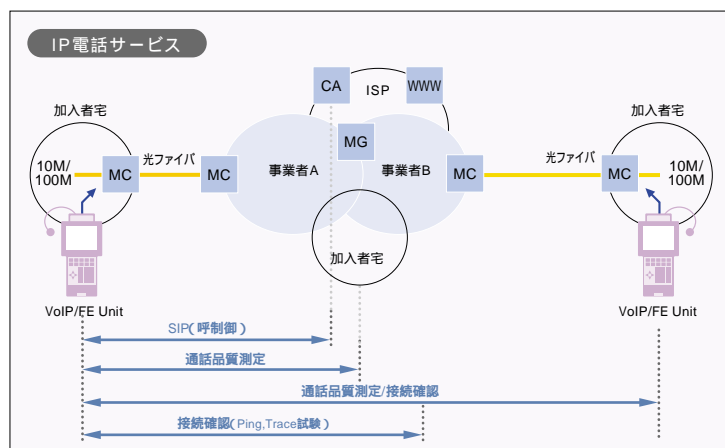 IP電話サービス
CA
ISP
WWW
加入者宅
加入者宅
MG
10M/
100M
MC
光ファイバ
MC
事業者A
事業者B
MC
光ファイバ
MC
10M/
100M
加入者宅
VoIP/FE Unit
VoIP/FE Unit
SIP(呼制御)
通話品質測定
通話品質測定/接続確認
接続確認(Ping,Trace試験)